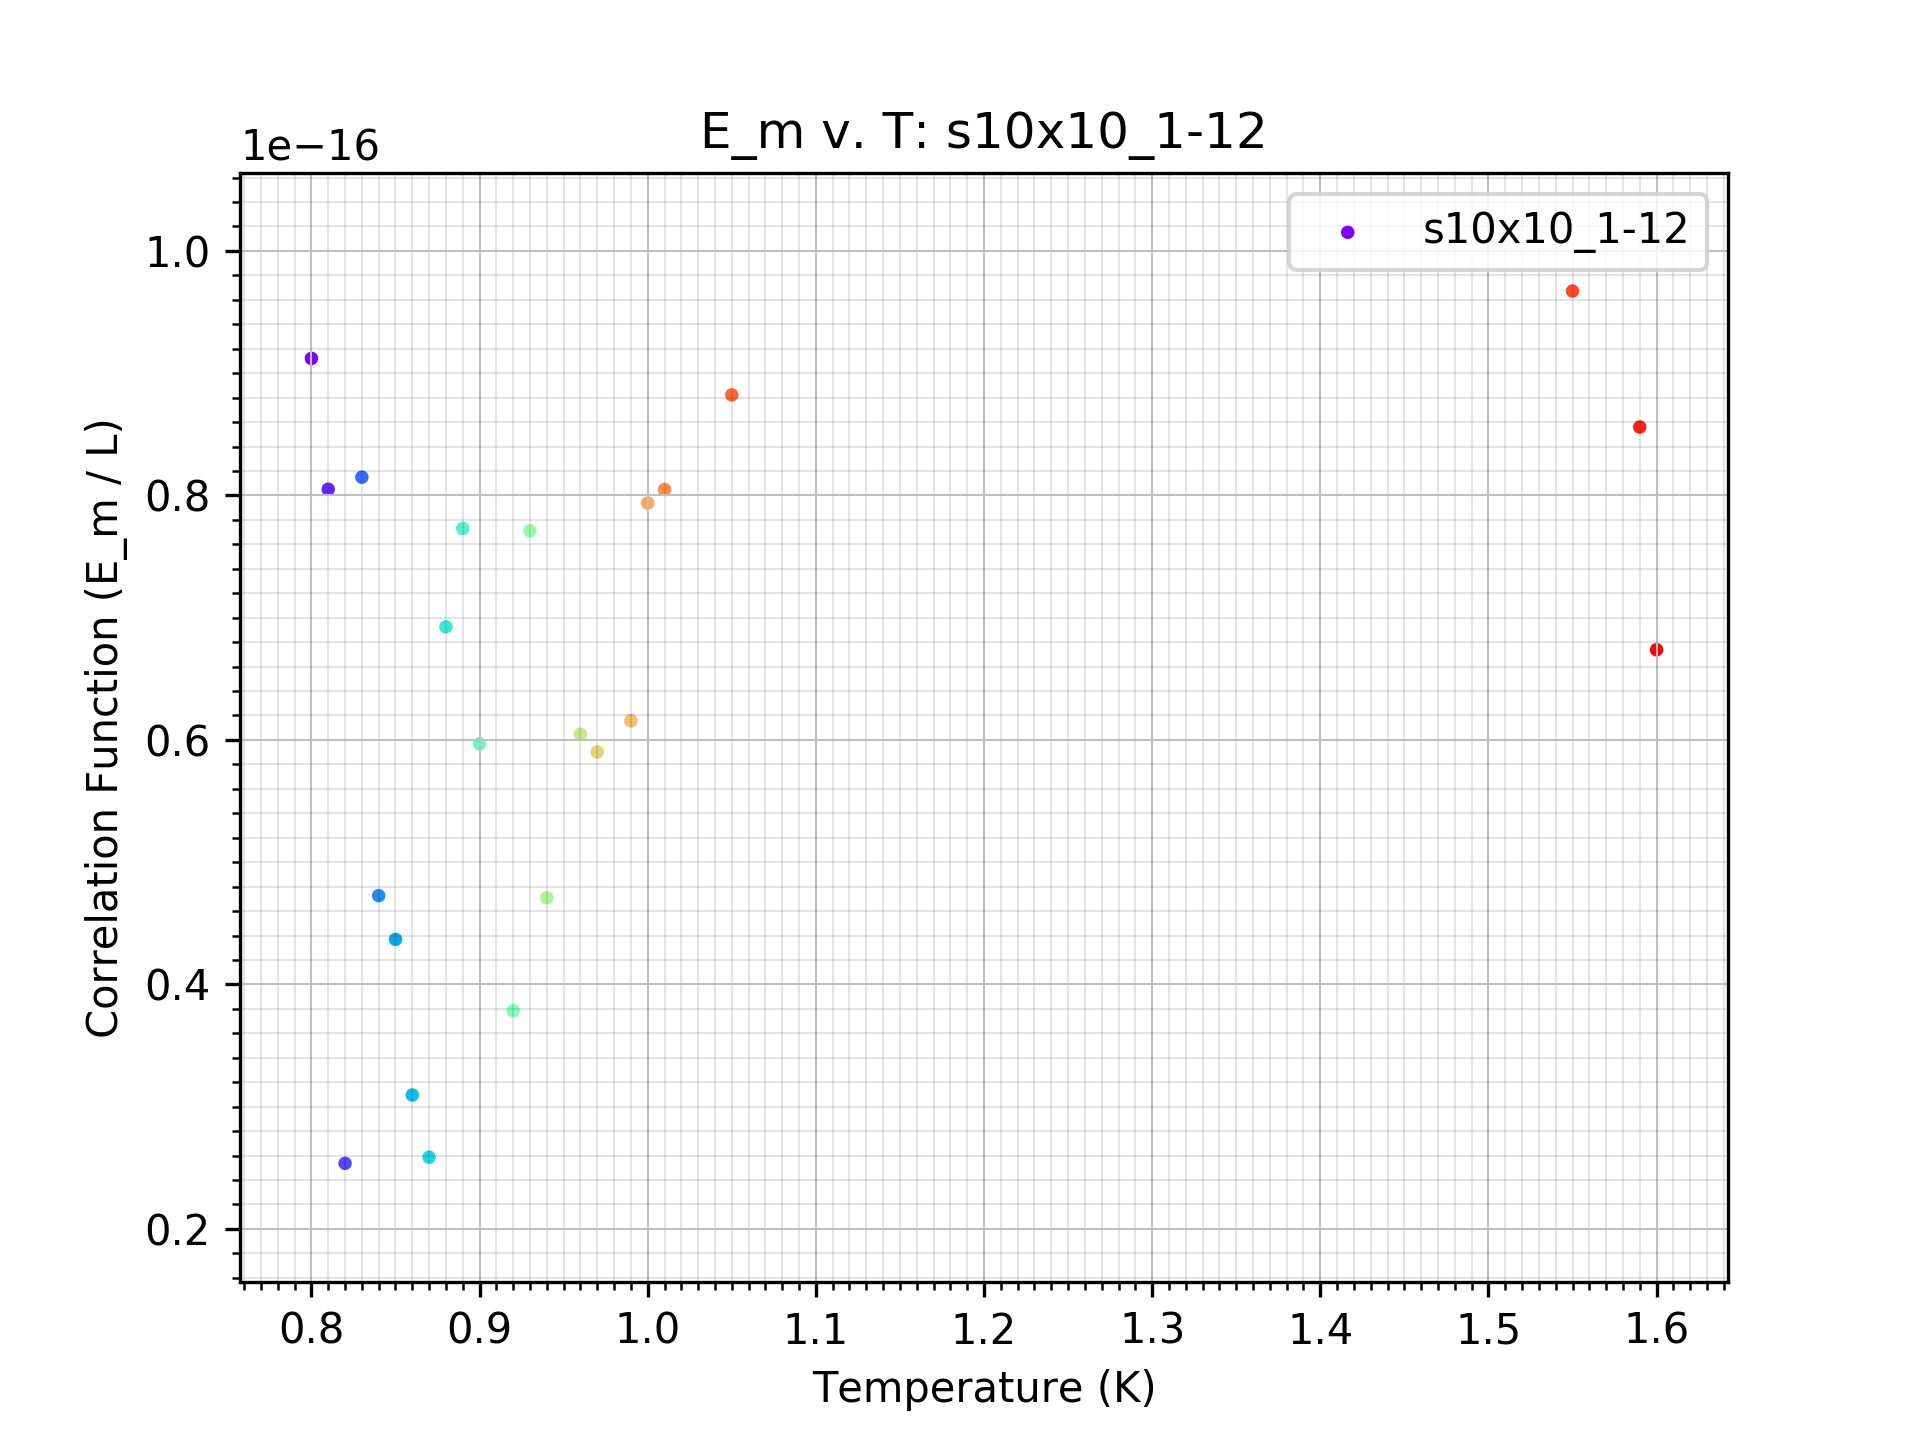 E_m v. T: s10x10_1-12
1e−16
s10x10_1-12
1.0
0.8
0.6
0.4
0.2
Correlation Function (E_m / L)
0.8 0.9 1.0 1.1 1.2 1.3 1.4 1.5 1.6
Temperature (K)